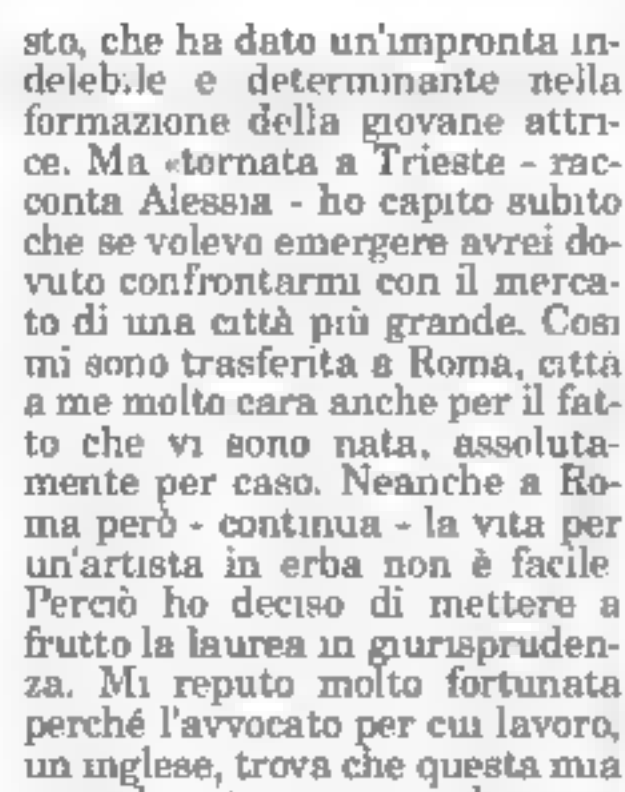 sto, che ha dato un'impronta in-
delebile e determinante nella
formazione della giovane attri-
ce. Ma «tornata a Trieste - rac-
conta Alessia - ho capito subito
che se volevo emergere avrei do-
vuto confrontarmi con il merca-
to di una città più grande. Così
mi sono trasferita a Roma, città
a me molto cara anche per il fat-
to che vi sono nata, assoluta-
mente per caso. Neanche a Ro-
ma però - continua - la vita per
un'artista in erba non è facile
Perciò ho deciso di mettere a
frutto la laurea in giurispruden-
za. Mi reputo molto fortunata
perché l'avvocato per cui lavoro,
un inglese, trova che questa mia